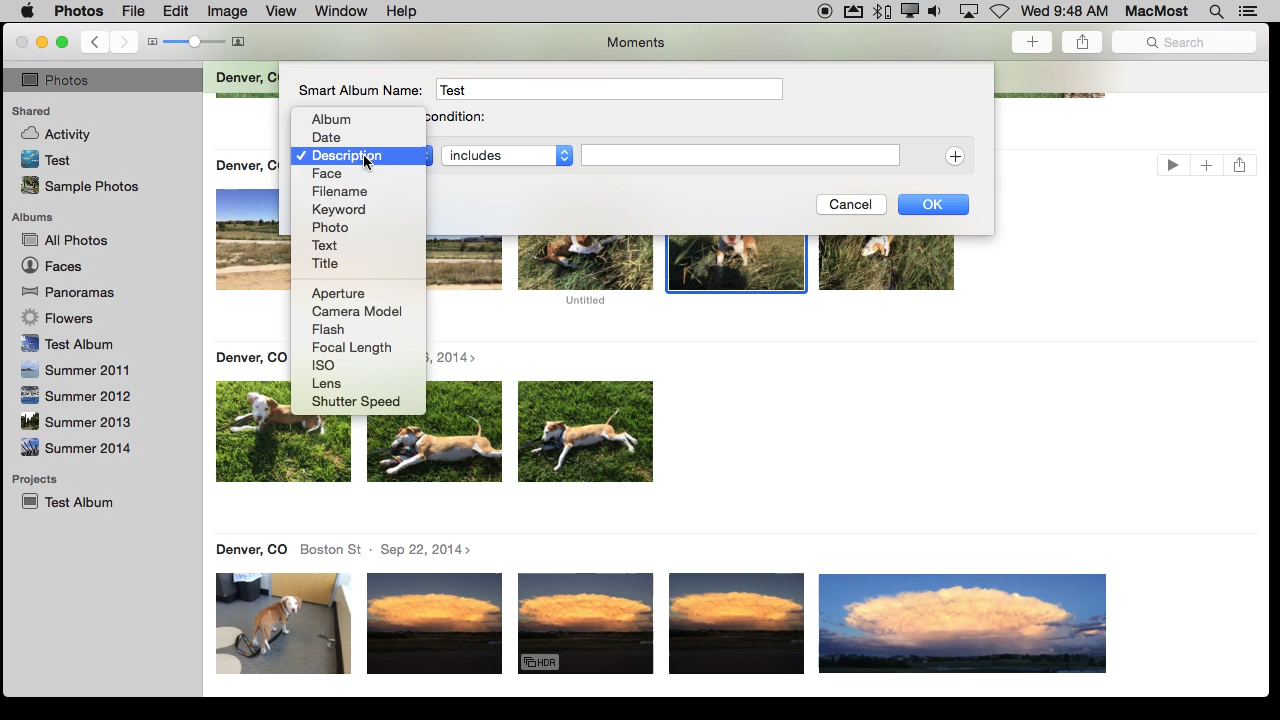 Photos File Edit Image View Window Help Wed 9:48 AM MacMost
Moments
Search
Photos
Shared
Activity
Test
Sample Photos
Albums
All Photos
Faces
Panoramas
Flowers
Test Album
Summer 2011
Summer 2012
Summer 2013
Summer 2014
Projects
Test Album
Smart Album Name: Test
condition:
Album
Date
✓ Description
Face
Filename
Keyword
Photo
Text
Title
Aperture
Camera Model
Flash
Focal Length
ISO
Lens
Shutter Speed
includes
Cancel OK
Denver, C
Denver, C
Untitled
Denver, CO 6, 2014 >
Denver, CO Boston St · Sep 22, 2014 >
HDR